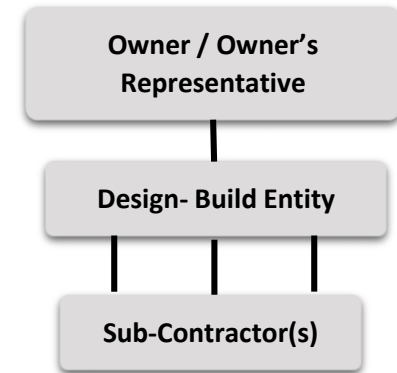 Owner / Owner’s
Representative
Design- Build Entity
Sub-Contractor(s)